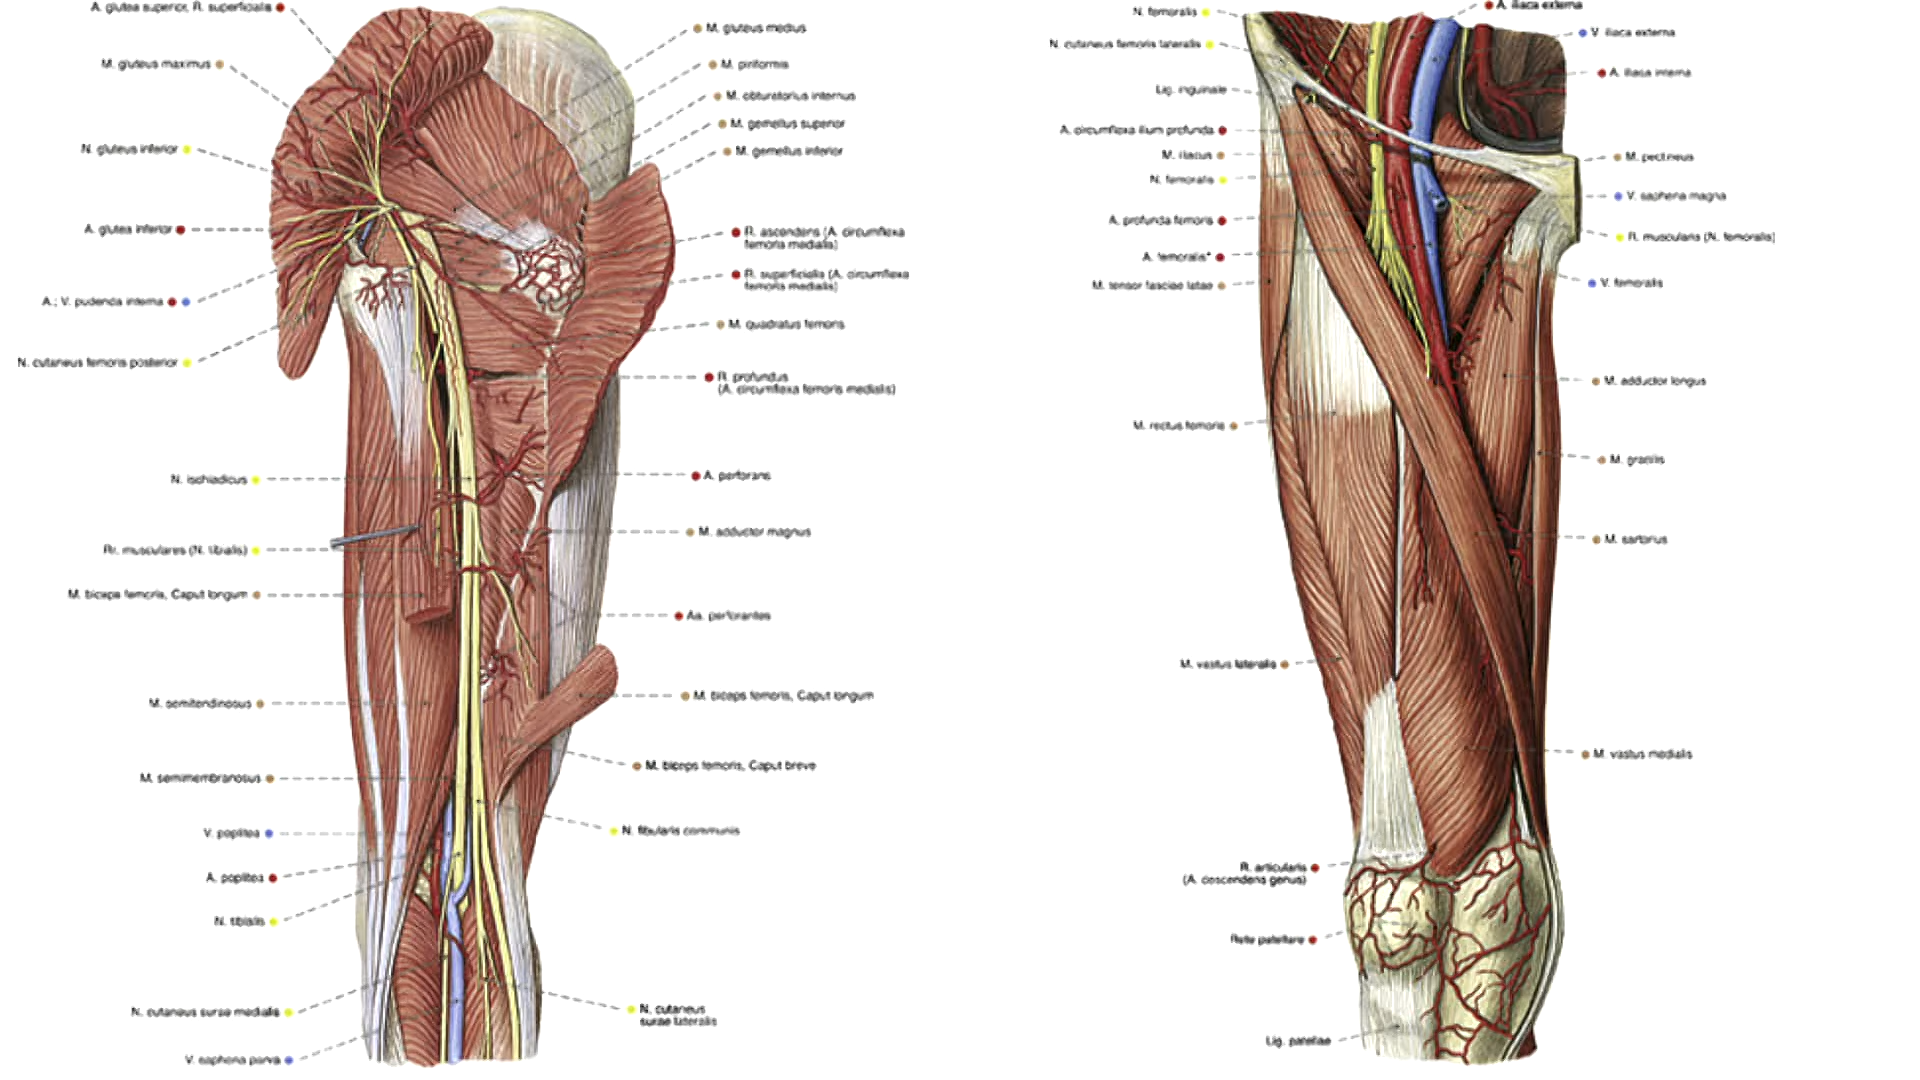 A. glutea superior, R. superficialis
M. gluteus maximus
N. gluteus inferior
A. glutea inferior
A.; V. pudenda interna
N. cutaneus femoris posterior
N. ischiadicus
Rr. musculares (N. tibialis)
M. biceps femoris, Caput longum
M. semitendinosus
M. semimembranosus
V. poplitea
A. poplitea
N. tibialis
N. cutaneus surae medialis
V. saphena parva
M. gluteus medius
M. piriformis
M. obturatorius internus
M. gemellus superior
M. gemellus inferior
R. ascendens (A. circumflexa
femoris medialis)
R. superficialis (A. circumflexa
femoris medialis)
M. quadratus femoris
R. profundus
(A. circumflexa femoris medialis)
A. perforans
M. adductor magnus
Aa. perforantes
M. biceps femoris, Caput longum
M. biceps femoris, Caput breve
N. fibularis communis
N. cutaneus
surae lateralis
N. femoralis
N. cutaneus femoris lateralis
Lig. inguinale
A. circumflexa ilium profunda
M. iliacus
N. femoralis
A. profunda femoris
A. femoralis*
M. tensor fasciae latae
M. rectus femoris
M. vastus lateralis
R. articularis
(A. descendens genus)
Rete patellare
Lig. patellae
A. iliaca externa
V. iliaca externa
A. iliaca interna
M. pectineus
V. saphena magna
R. muscularis (N. femoralis)
V. femoralis
M. adductor longus
M. gracilis
M. sartorius
M. vastus medialis